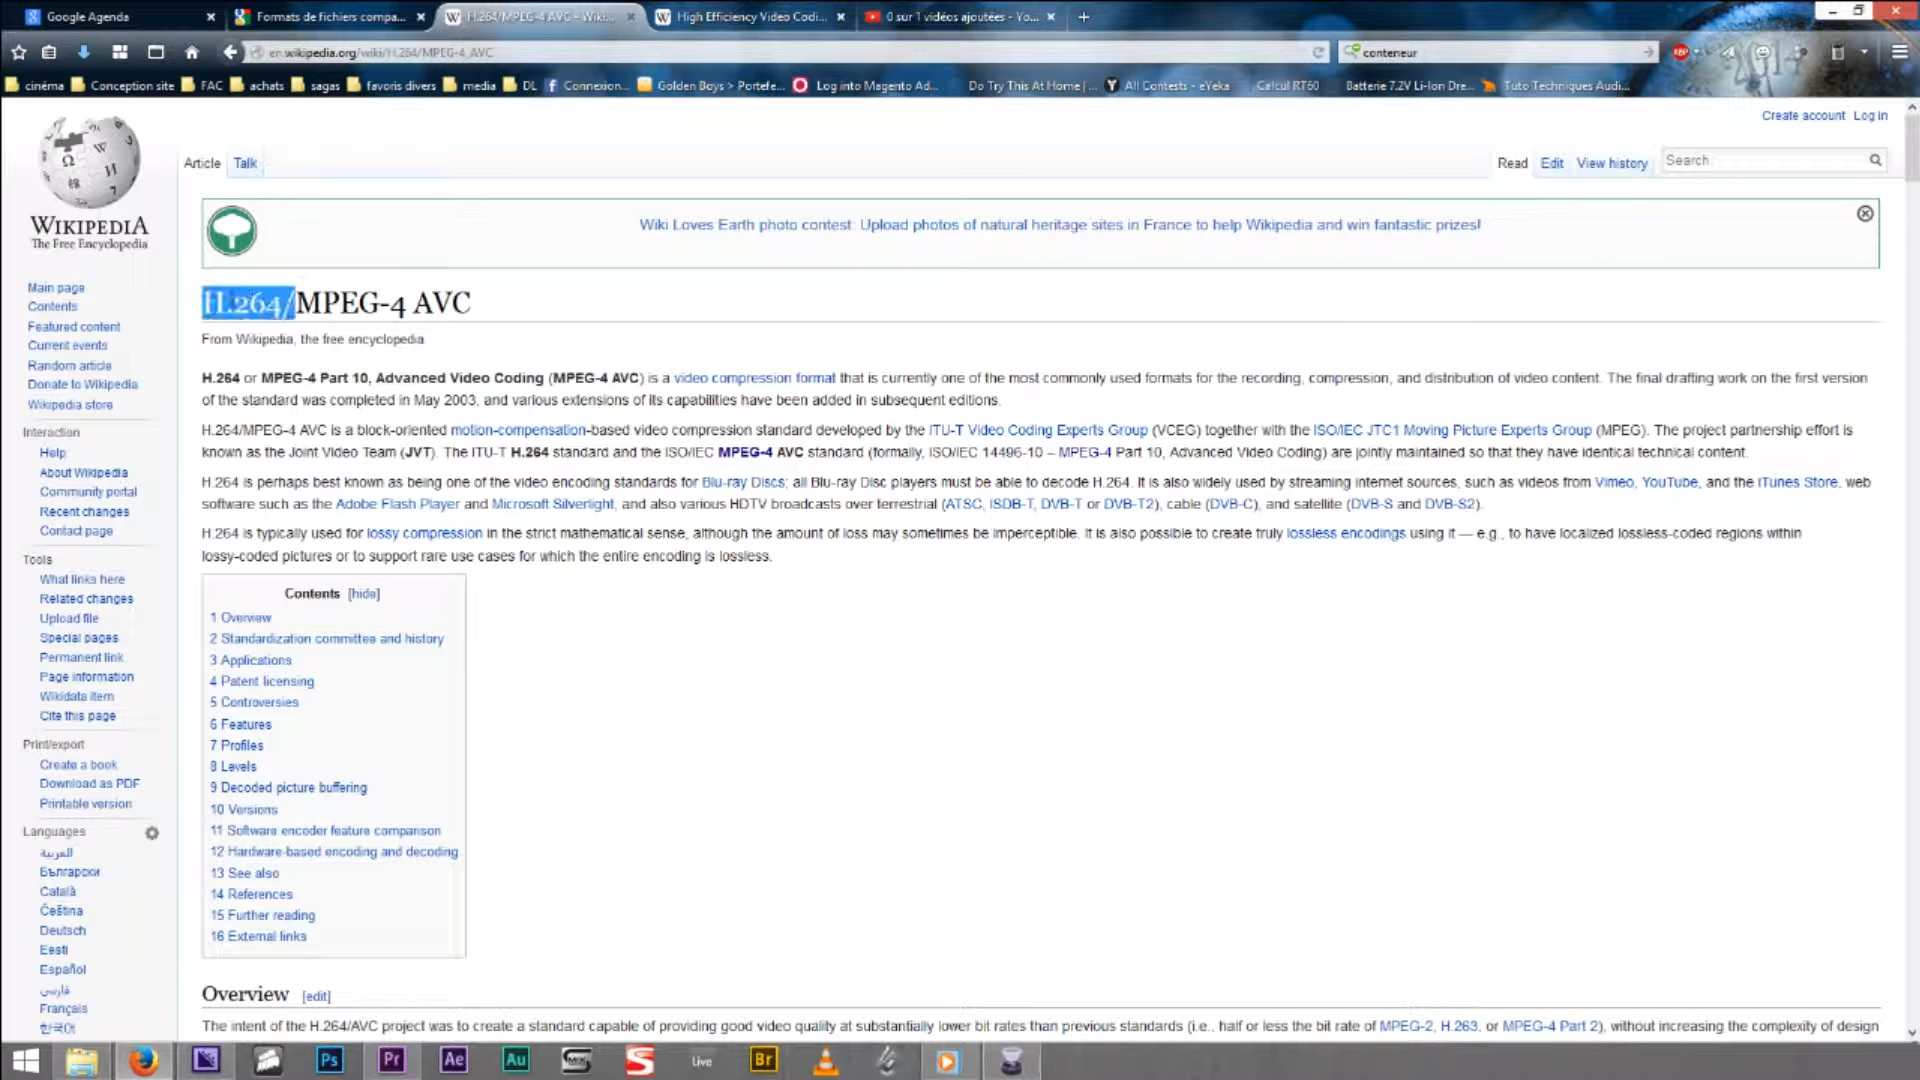 Google Agenda
Formats de fichiers compa...
H.264/MPEG-4 AVC - Wiki...
High Efficiency Video Codi...
0 sur 1 vidéos ajoutées - Yo...
en.wikipedia.org/wiki/H.264/MPEG-4_AVC
conteneur
cinéma
Conception site
FAC
achats
sagas
favoris divers
media
DL
Connexion...
Golden Boys > Portefe...
Log into Magento Ad...
Do Try This At Home | ...
All Contests - eYeka
Calcul RT60
Batterie 7.2V Li-Ion Dre...
Tuto Techniques Audi...
Create account Log in
WIKIPEDIA
The Free Encyclopedia
Article Talk
Read Edit View history
Search
Wiki Loves Earth photo contest: Upload photos of natural heritage sites in France to help Wikipedia and win fantastic prizes!
H.264/MPEG-4 AVC
From Wikipedia, the free encyclopedia
H.264 or MPEG-4 Part 10, Advanced Video Coding (MPEG-4 AVC) is a video compression format that is currently one of the most commonly used formats for the recording, compression, and distribution of video content. The final drafting work on the first version
of the standard was completed in May 2003, and various extensions of its capabilities have been added in subsequent editions.
H.264/MPEG-4 AVC is a block-oriented motion-compensation-based video compression standard developed by the ITU-T Video Coding Experts Group (VCEG) together with the ISO/IEC JTC1 Moving Picture Experts Group (MPEG). The project partnership effort is
known as the Joint Video Team (JVT). The ITU-T H.264 standard and the ISO/IEC MPEG-4 AVC standard (formally, ISO/IEC 14496-10 – MPEG-4 Part 10, Advanced Video Coding) are jointly maintained so that they have identical technical content.
H.264 is perhaps best known as being one of the video encoding standards for Blu-ray Discs; all Blu-ray Disc players must be able to decode H.264. It is also widely used by streaming internet sources, such as videos from Vimeo, YouTube, and the iTunes Store, web
software such as the Adobe Flash Player and Microsoft Silverlight, and also various HDTV broadcasts over terrestrial (ATSC, ISDB-T, DVB-T or DVB-T2), cable (DVB-C), and satellite (DVB-S and DVB-S2).
H.264 is typically used for lossy compression in the strict mathematical sense, although the amount of loss may sometimes be imperceptible. It is also possible to create truly lossless encodings using it — e.g., to have localized lossless-coded regions within
lossy-coded pictures or to support rare use cases for which the entire encoding is lossless.
Contents [hide]
1 Overview
2 Standardization committee and history
3 Applications
4 Patent licensing
5 Controversies
6 Features
7 Profiles
8 Levels
9 Decoded picture buffering
10 Versions
11 Software encoder feature comparison
12 Hardware-based encoding and decoding
13 See also
14 References
15 Further reading
16 External links
Overview [edit]
The intent of the H.264/AVC project was to create a standard capable of providing good video quality at substantially lower bit rates than previous standards (i.e., half or less the bit rate of MPEG-2, H.263, or MPEG-4 Part 2), without increasing the complexity of design
Main page
Contents
Featured content
Current events
Random article
Donate to Wikipedia
Wikipedia store
Interaction
Help
About Wikipedia
Community portal
Recent changes
Contact page
Tools
What links here
Related changes
Upload file
Special pages
Permanent link
Page information
Wikidata item
Cite this page
Print/export
Create a book
Download as PDF
Printable version
Languages
العربية
Български
Català
Čeština
Deutsch
Eesti
Español
فارسی
Français
한국어
Ps
Pr
Ae
Au
Live
Br